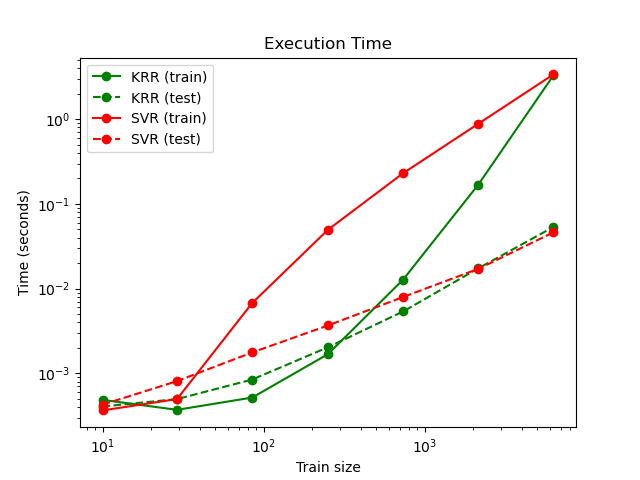 Execution Time
KRR (train)
KRR (test)
SVR (train)
SVR (test)
10⁰
10⁻¹
10⁻²
10⁻³
Time (seconds)
10¹
10²
10³
Train size